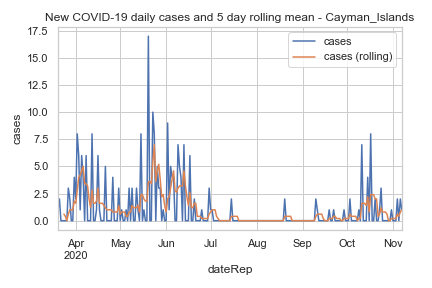 New COVID-19 daily cases and 5 day rolling mean - Cayman_Islands
cases
cases (rolling)
cases
17.5
15.0
12.5
10.0
7.5
5.0
2.5
0.0
Apr
2020
May
Jun
Jul
Aug
Sep
Oct
Nov
dateRep